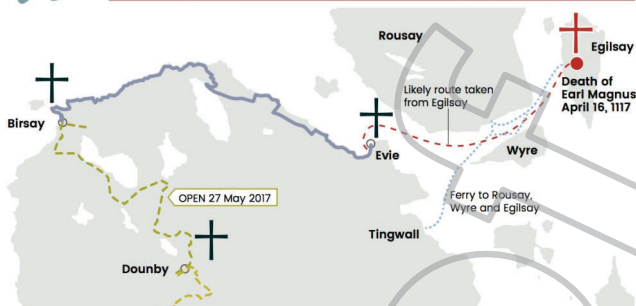 Rousay
Egilsay
Death of
Earl Magnus
April 16, 1117
Likely route taken
from Egilsay
Birsay
Evie
Wyre
OPEN 27 May 2017
Ferry to Rousay,
Wyre and Egilsay
Tingwall
Dounby